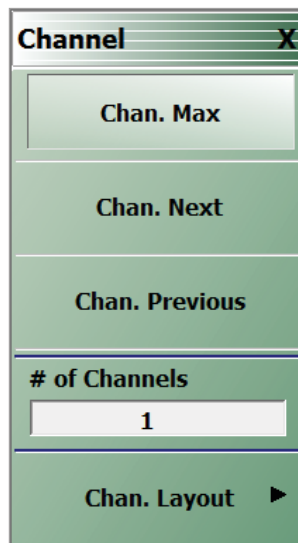 Channel X
Chan. Max
Chan. Next
Chan. Previous
# of Channels
1
Chan. Layout